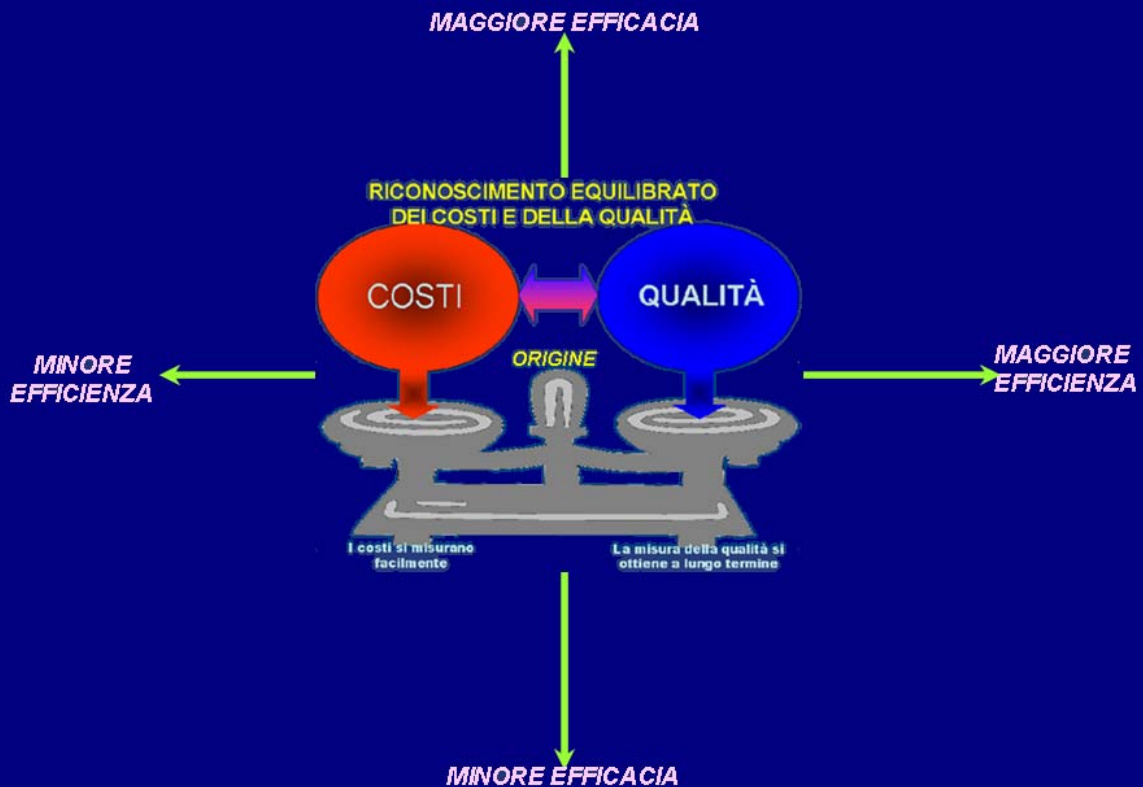 MAGGIORE EFFICACIA
RICONOSCIMENTO EQUILIBRATO
DEI COSTI E DELLA QUALITÀ
COSTI
QUALITÀ
ORIGINE
MINORE
EFFICIENZA
MAGGIORE
EFFICIENZA
I costi si misurano
facilmente
La misura della qualità si
ottiene a lungo termine
MINORE EFFICACIA